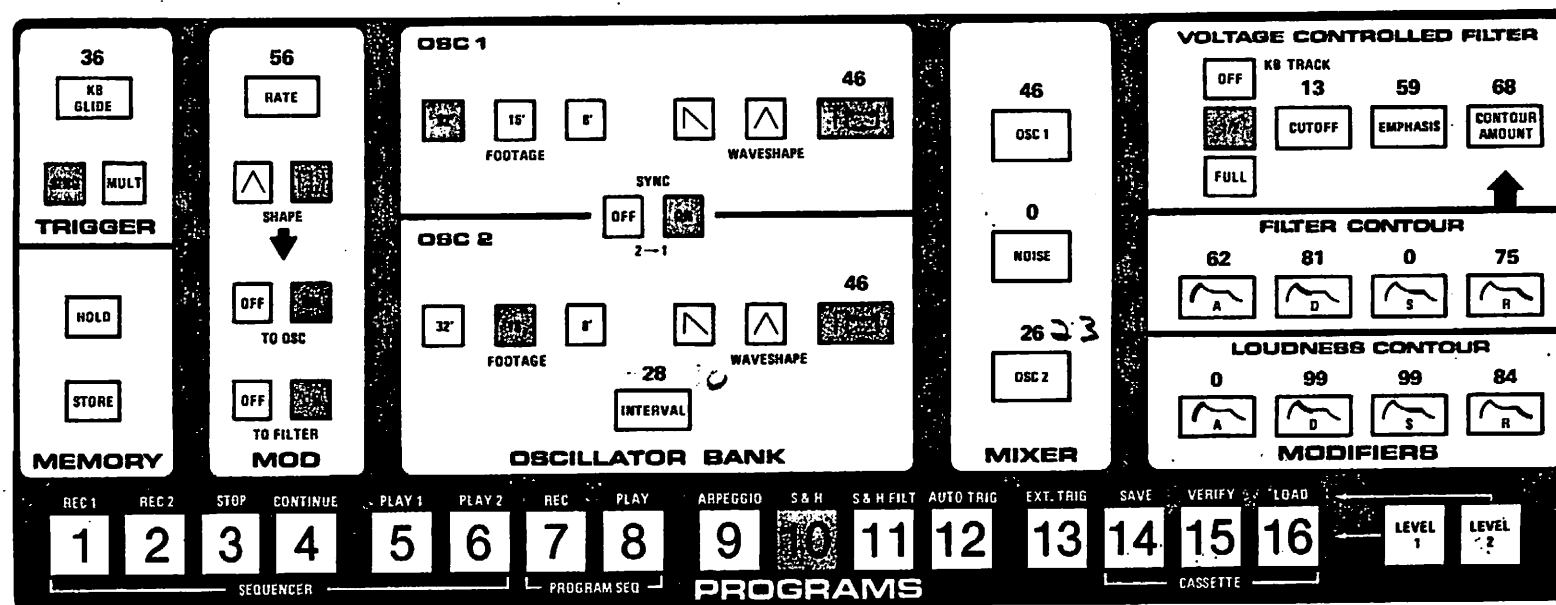 36
KB GLIDE
MULT
TRIGGER
HOLD
STORE
MEMORY
56
RATE
SHAPE
OFF
TO OSC
OFF
TO FILTER
MOD
OSC 1
46
15' 8'
FOOTAGE
WAVESHAPE
SYNC
OFF ON
2—1
OSC 2
46
32' 8'
FOOTAGE
WAVESHAPE
28
INTERVAL
OSCILLATOR BANK
46
OSC 1
0
NOISE
26 23
OSC 2
MIXER
VOLTAGE CONTROLLED FILTER
OFF KB TRACK
13 59 68
CUTOFF EMPHASIS CONTOUR AMOUNT
FULL
FILTER CONTOUR
62 81 0 75
A D S R
LOUDNESS CONTOUR
0 99 99 84
A D S R
MODIFIERS
REC 1 REC 2 STOP CONTINUE PLAY 1 PLAY 2 REC PLAY ARPEGGIO S & H S & H FILT AUTO TRIG EXT. TRIG SAVE VERIFY LOAD
1 2 3 4 5 6 7 8 9 10 11 12 13 14 15 16 LEVEL 1 LEVEL 2
SEQUENCER PROGRAM SEQ PROGRAMS CASSETTE